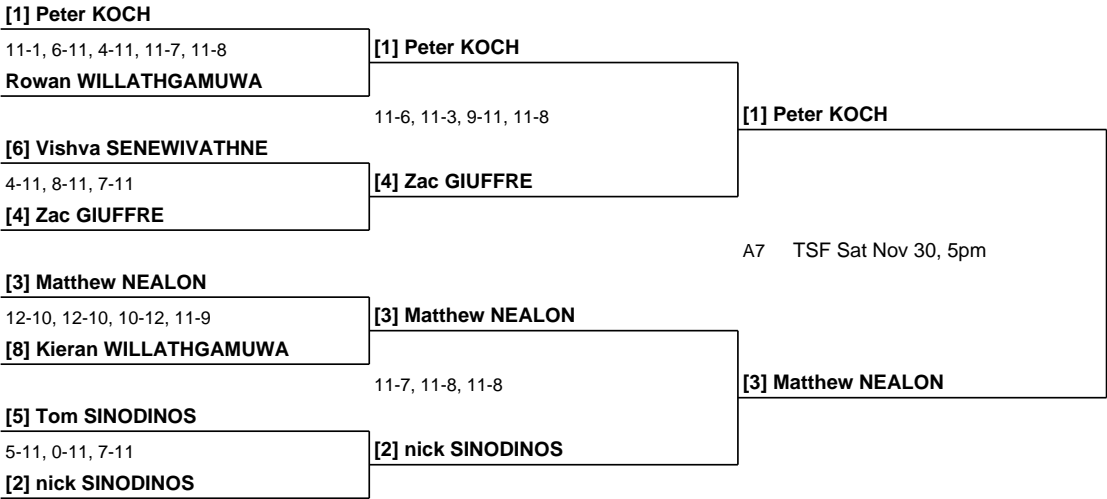 [1] Peter KOCH
11-1, 6-11, 4-11, 11-7, 11-8
[1] Peter KOCH
Rowan WILLATHGAMUWA
11-6, 11-3, 9-11, 11-8
[1] Peter KOCH
[6] Vishva SENEWIVATHNE
4-11, 8-11, 7-11
[4] Zac GIUFFRE
[4] Zac GIUFFRE
A7 TSF Sat Nov 30, 5pm
[3] Matthew NEALON
12-10, 12-10, 10-12, 11-9
[3] Matthew NEALON
[8] Kieran WILLATHGAMUWA
11-7, 11-8, 11-8
[3] Matthew NEALON
[5] Tom SINODINOS
5-11, 0-11, 7-11
[2] nick SINODINOS
[2] nick SINODINOS